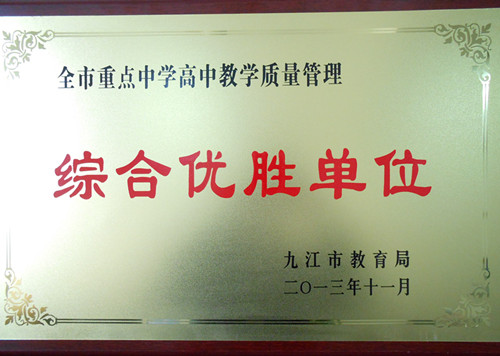 全市重点中学高中教学质量管理
综合优胜单位
九江市教育局
二〇一三年十一月